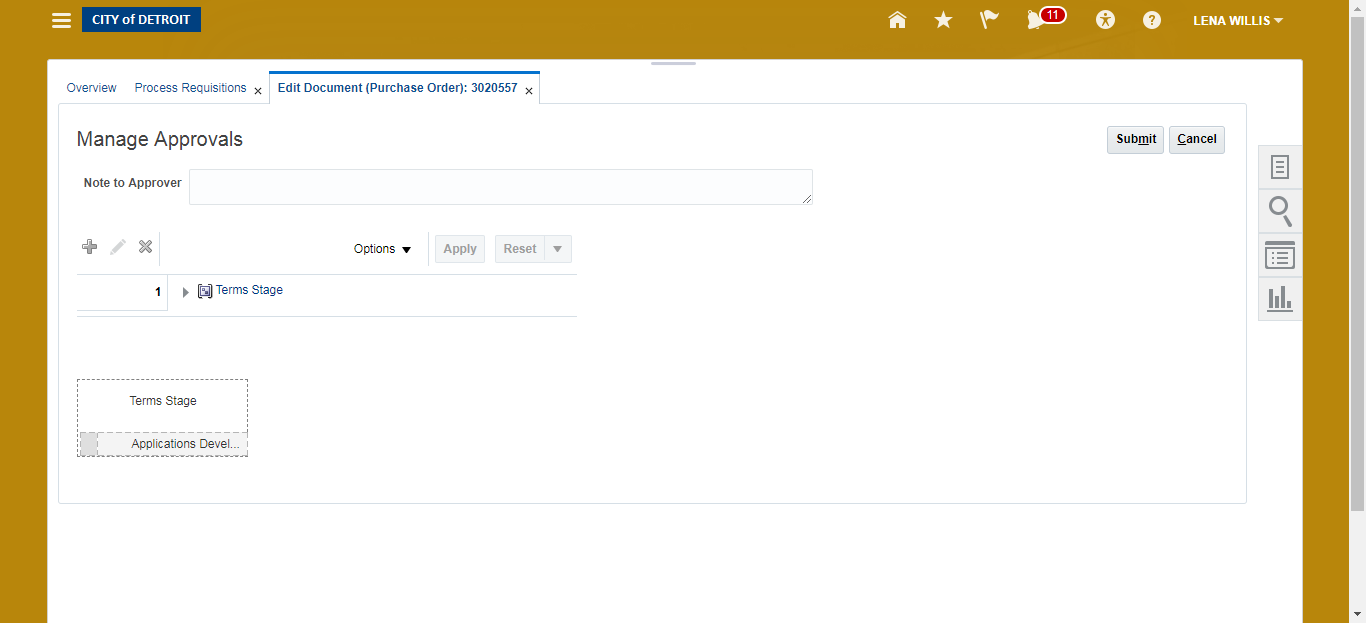 CITY of DETROIT
11
?
LENA WILLIS
Overview
Process Requisitions
Edit Document (Purchase Order): 3020557
Manage Approvals
Submit
Cancel
Note to Approver
Options
Apply
Reset
1
Terms Stage
Terms Stage
Applications Devel...